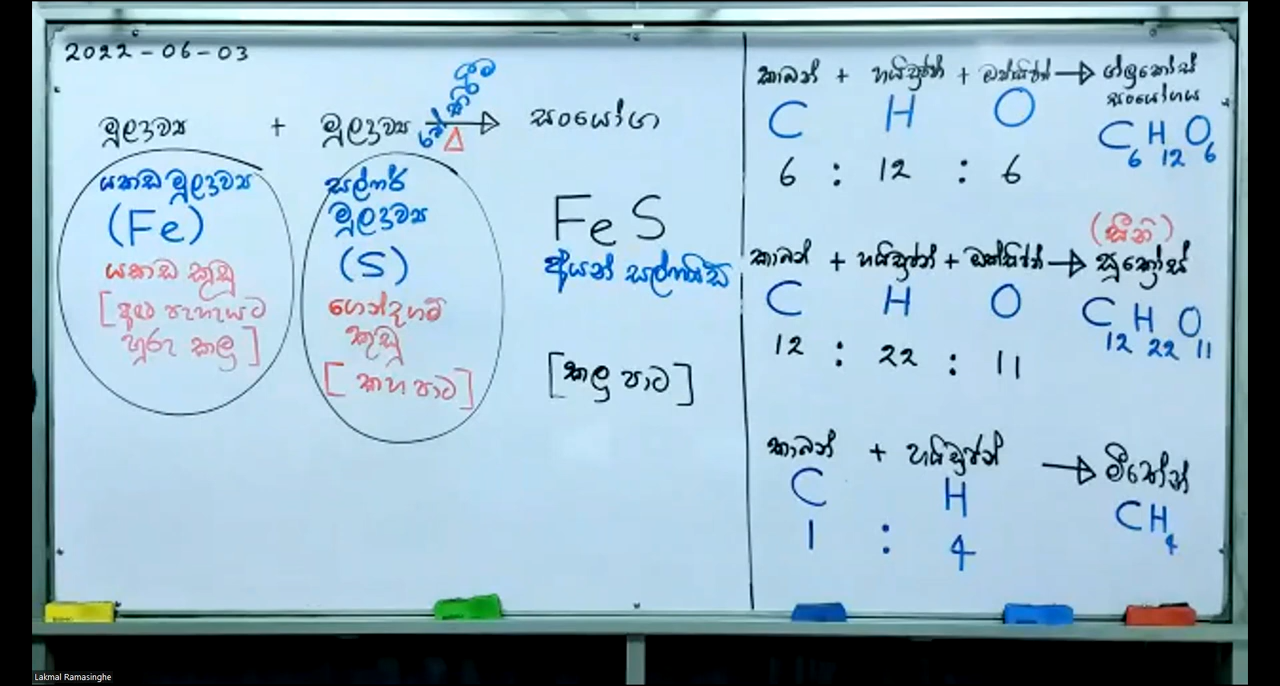 2022-06-03
මූලද්‍රව්‍ය + මූලද්‍රව්‍ය → සංයෝග
රත් කිරීම
Δ
යකඩ මූලද්‍රව්‍ය
(Fe)
යකඩ කුඩු
[අළු පැහැයට
හුරු කළු]
සල්ෆර්
මූලද්‍රව්‍ය
(S)
ගෙන්දගම්
කුඩු
[කහ පාට]
FeS
අයන් සල්ෆයිඩ්
[කළු පාට]
කාබන් + හයිඩ්‍රජන් + ඔක්සිජන් → ග්ලූකෝස්
සංයෝගය
C H O C₆H₁₂O₆
6 : 12 : 6
(සීනි)
කාබන් + හයිඩ්‍රජන් + ඔක්සිජන් → සුක්‍රෝස්
C H O C₁₂H₂₂O₁₁
12 : 22 : 11
කාබන් + හයිඩ්‍රජන් → මීතේන්
C H CH₄
1 : 4
Lakmal Ramasinghe